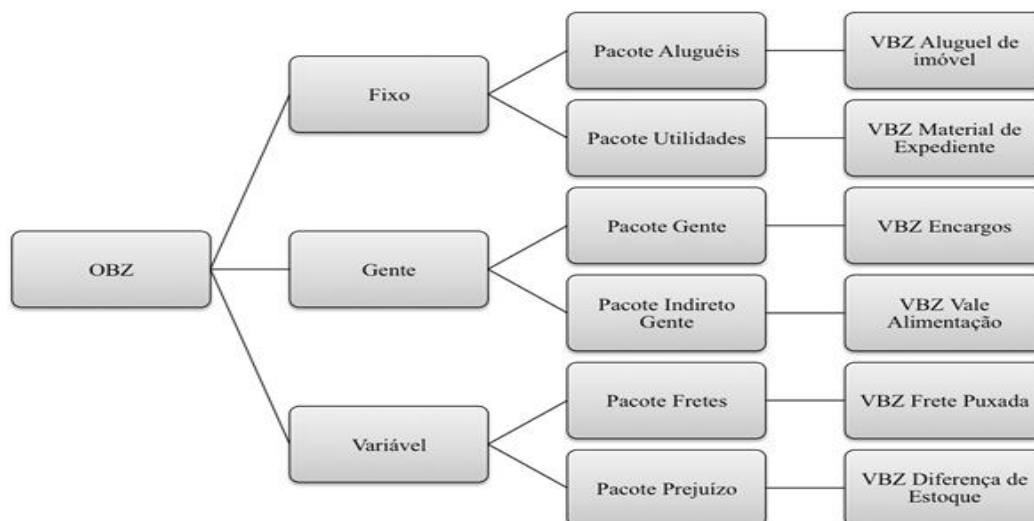 Pacote Aluguéis
VBZ Aluguel de
imóvel
Fixo
Pacote Utilidades
VBZ Material de
Expediente
OBZ
Gente
Pacote Gente
VBZ Encargos
Pacote Indireto
Gente
VBZ Vale
Alimentação
Variável
Pacote Fretes
VBZ Frete Puxada
Pacote Prejuízo
VBZ Diferença de
Estoque